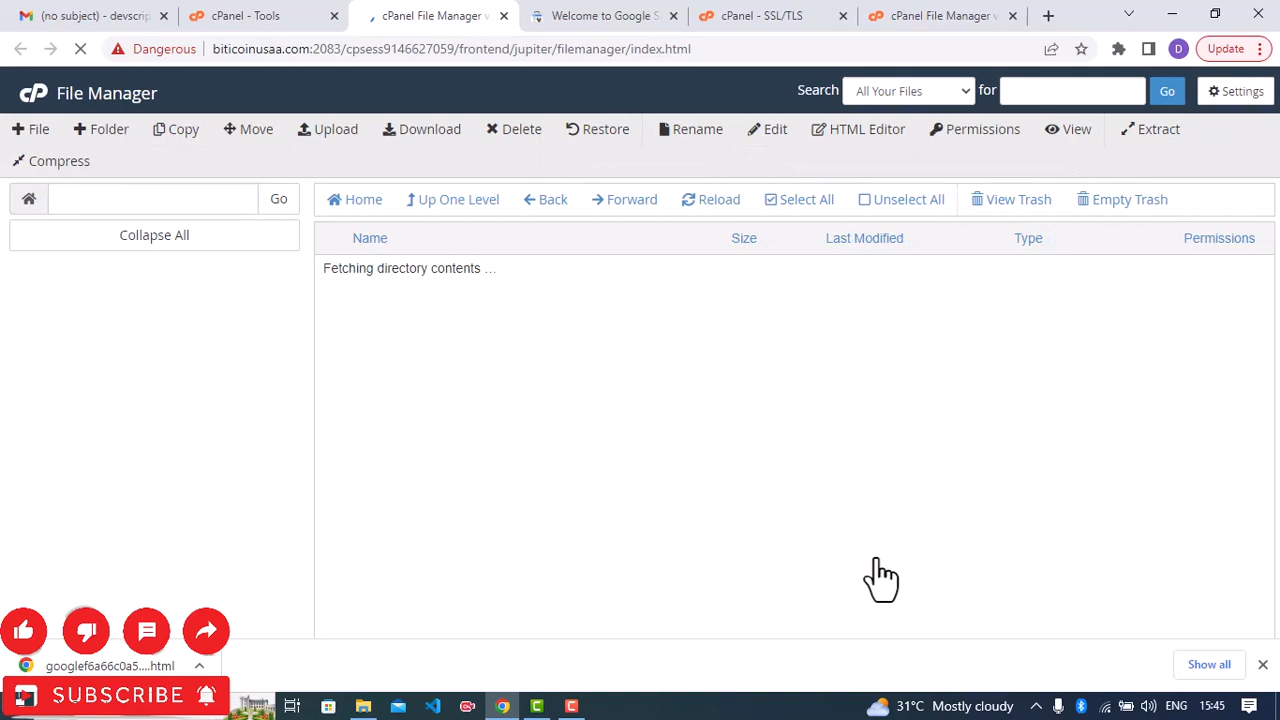 (no subject) - devscrip
cPanel - Tools
cPanel File Manager v
Welcome to Google S
cPanel - SSL/TLS
cPanel File Manager v
Dangerous
biticoinusaa.com:2083/cpsess9146627059/frontend/jupiter/filemanager/index.html
D
Update
cP File Manager
Search
All Your Files
for
Go
Settings
File
Folder
Copy
Move
Upload
Download
Delete
Restore
Rename
Edit
HTML Editor
Permissions
View
Extract
Compress
Go
Home
Up One Level
Back
Forward
Reload
Select All
Unselect All
View Trash
Empty Trash
Collapse All
Name
Size
Last Modified
Type
Permissions
Fetching directory contents …
googlef6a66c0a5....html
Show all
SUBSCRIBE
31°C Mostly cloudy
ENG
15:45